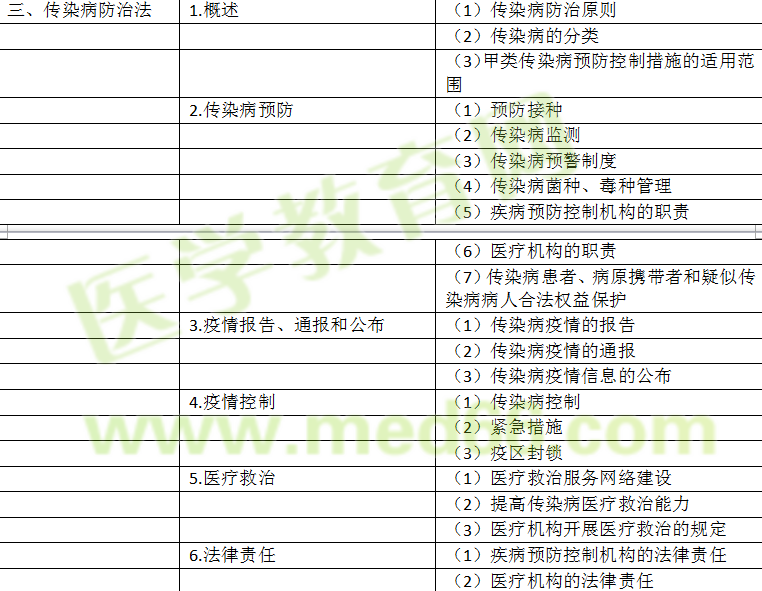 三、传染病防治法 1.概述 （1）传染病防治原则
（2）传染病的分类
（3）甲类传染病预防控制措施的适用范
围
2.传染病预防 （1）预防接种
（2）传染病监测
（3）传染病预警制度
（4）传染病菌种、毒种管理
（5）疾病预防控制机构的职责
（6）医疗机构的职责
（7）传染病患者、病原携带者和疑似传
染病病人合法权益保护
3.疫情报告、通报和公布 （1）传染病疫情的报告
（2）传染病疫情的通报
（3）传染病疫情信息的公布
4.疫情控制 （1）传染病控制
（2）紧急措施
（3）疫区封锁
5.医疗救治 （1）医疗救治服务网络建设
（2）提高传染病医疗救治能力
（3）医疗机构开展医疗救治的规定
6.法律责任 （1）疾病预防控制机构的法律责任
（2）医疗机构的法律责任
医学教育网
www.med66.com